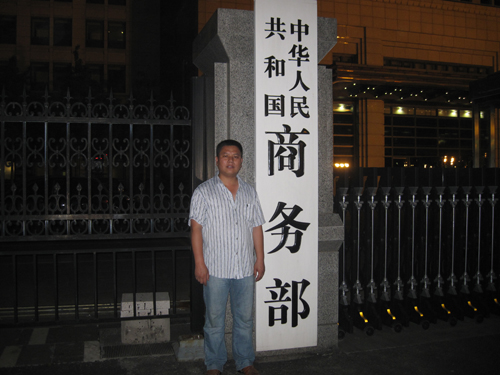 中华人民
共和国
商务部